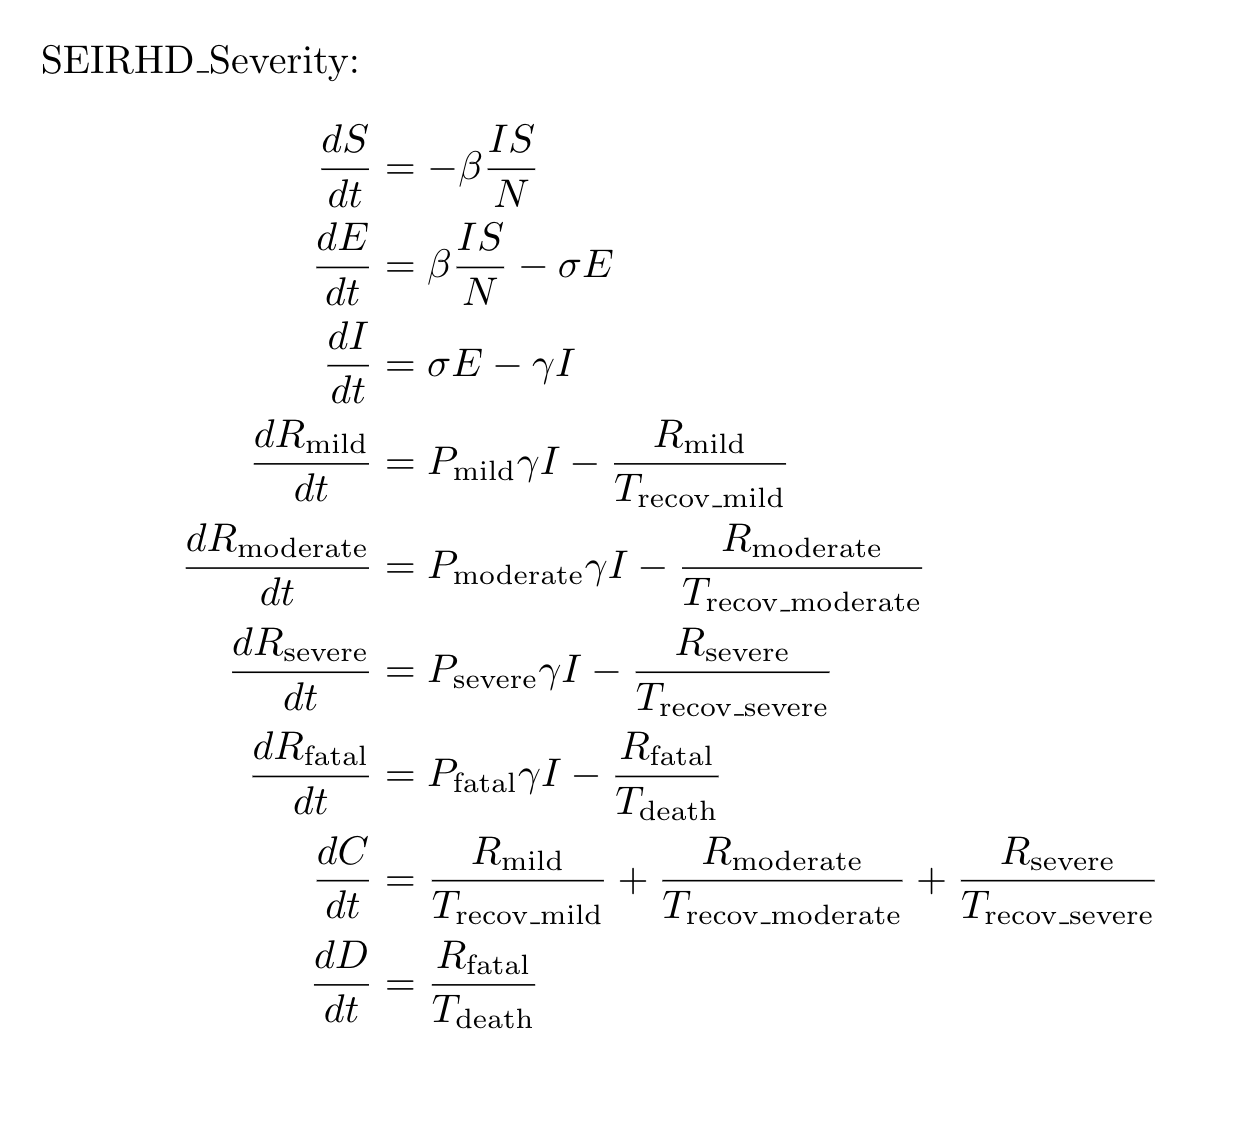 SEIRHD_Severity:
\frac{dS}{dt} = -\beta \frac{IS}{N}
\frac{dE}{dt} = \beta \frac{IS}{N} - \sigma E
\frac{dI}{dt} = \sigma E - \gamma I
\frac{dR_{\text{mild}}}{dt} = P_{\text{mild}} \gamma I - \frac{R_{\text{mild}}}{T_{\text{recov\_mild}}}
\frac{dR_{\text{moderate}}}{dt} = P_{\text{moderate}} \gamma I - \frac{R_{\text{moderate}}}{T_{\text{recov\_moderate}}}
\frac{dR_{\text{severe}}}{dt} = P_{\text{severe}} \gamma I - \frac{R_{\text{severe}}}{T_{\text{recov\_severe}}}
\frac{dR_{\text{fatal}}}{dt} = P_{\text{fatal}} \gamma I - \frac{R_{\text{fatal}}}{T_{\text{death}}}
\frac{dC}{dt} = \frac{R_{\text{mild}}}{T_{\text{recov\_mild}}} + \frac{R_{\text{moderate}}}{T_{\text{recov\_moderate}}} + \frac{R_{\text{severe}}}{T_{\text{recov\_severe}}}
\frac{dD}{dt} = \frac{R_{\text{fatal}}}{T_{\text{death}}}